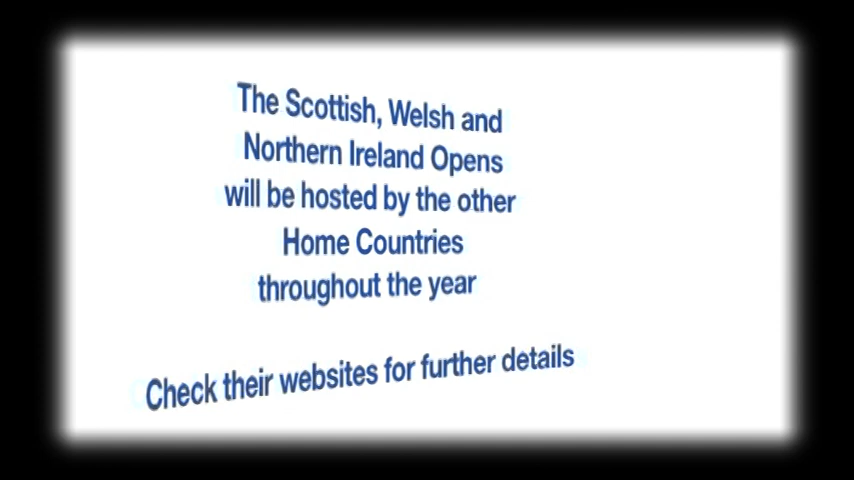 The Scottish, Welsh and
Northern Ireland Opens
will be hosted by the other
Home Countries
throughout the year
Check their websites for further details